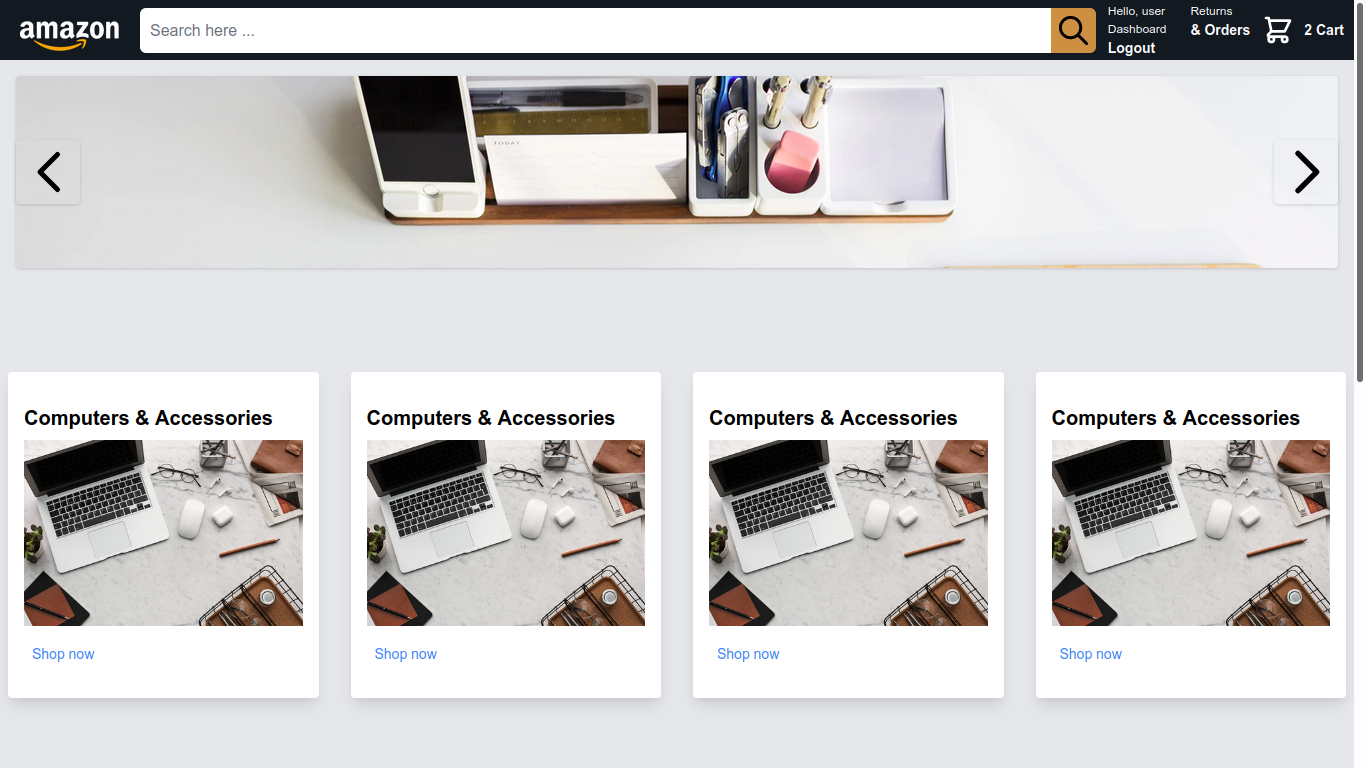 amazon
Search here ...
Hello, user
Dashboard
Logout
Returns
& Orders
2 Cart
TODAY
Computers & Accessories
Computers & Accessories
Computers & Accessories
Computers & Accessories
Shop now
Shop now
Shop now
Shop now